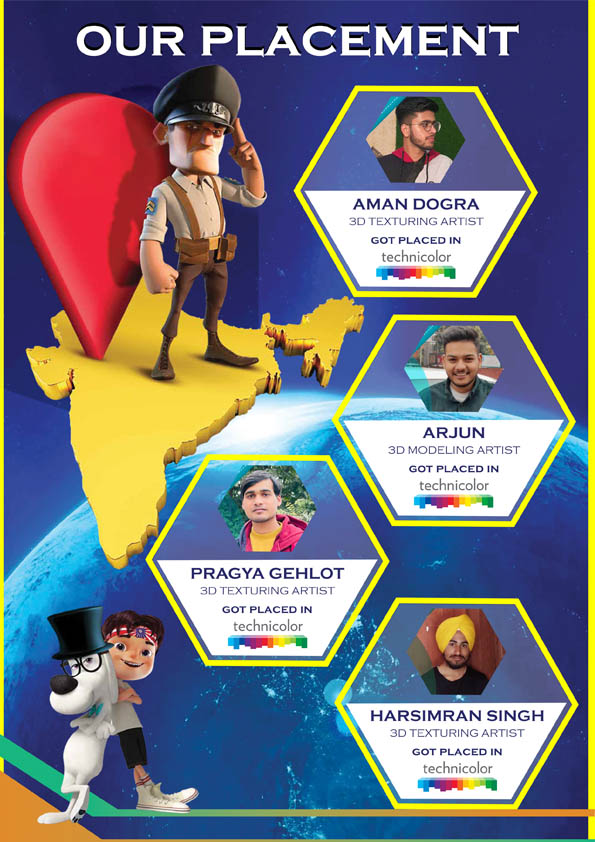 OUR PLACEMENT
AMAN DOGRA
3D TEXTURING ARTIST
GOT PLACED IN
technicolor
ARJUN
3D MODELING ARTIST
GOT PLACED IN
technicolor
PRAGYA GEHLOT
3D TEXTURING ARTIST
GOT PLACED IN
technicolor
HARSIMRAN SINGH
3D TEXTURING ARTIST
GOT PLACED IN
technicolor